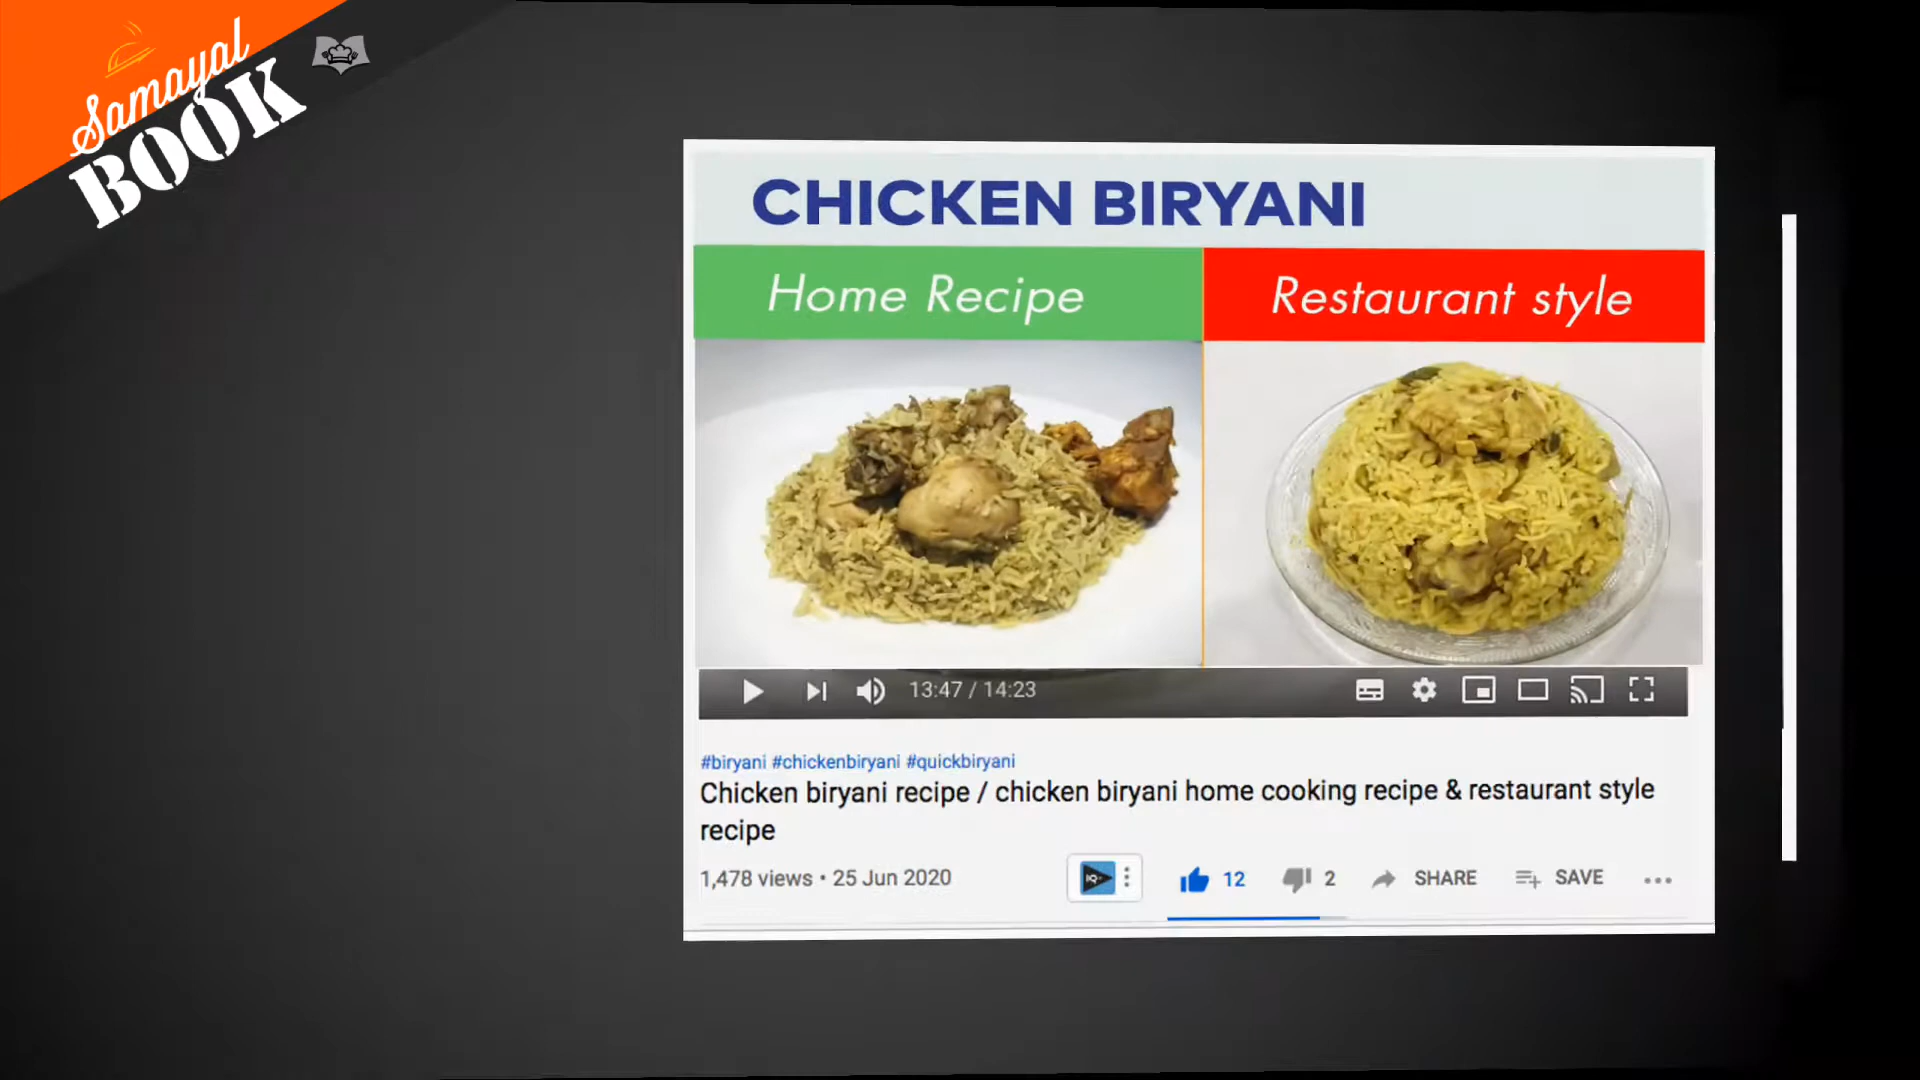 Samayal
BOOK
CHICKEN BIRYANI
Home Recipe
Restaurant style
13:47 / 14:23
#biryani #chickenbiryani #quickbiryani
Chicken biryani recipe / chicken biryani home cooking recipe & restaurant style
recipe
1,478 views • 25 Jun 2020
IQ
12
2
SHARE
SAVE